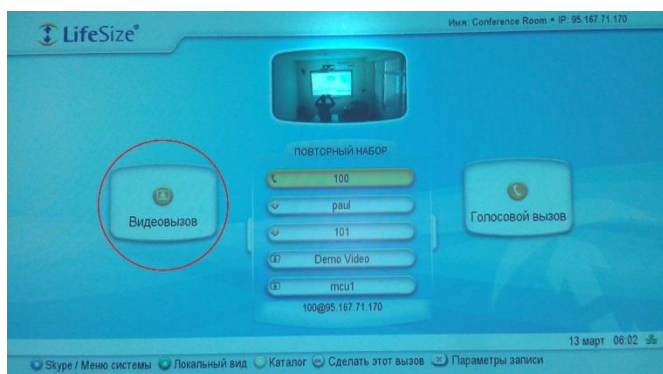 LifeSize®
Имя: Conference Room • IP: 95.167.71.170
ПОВТОРНЫЙ НАБОР
100
paul
101
Demo Video
mcu1
100@95.167.71.170
Видеовызов
Голосовой вызов
13 март 06:02
Skype / Меню системы Локальный вид Каталог Сделать этот вызов Параметры записи